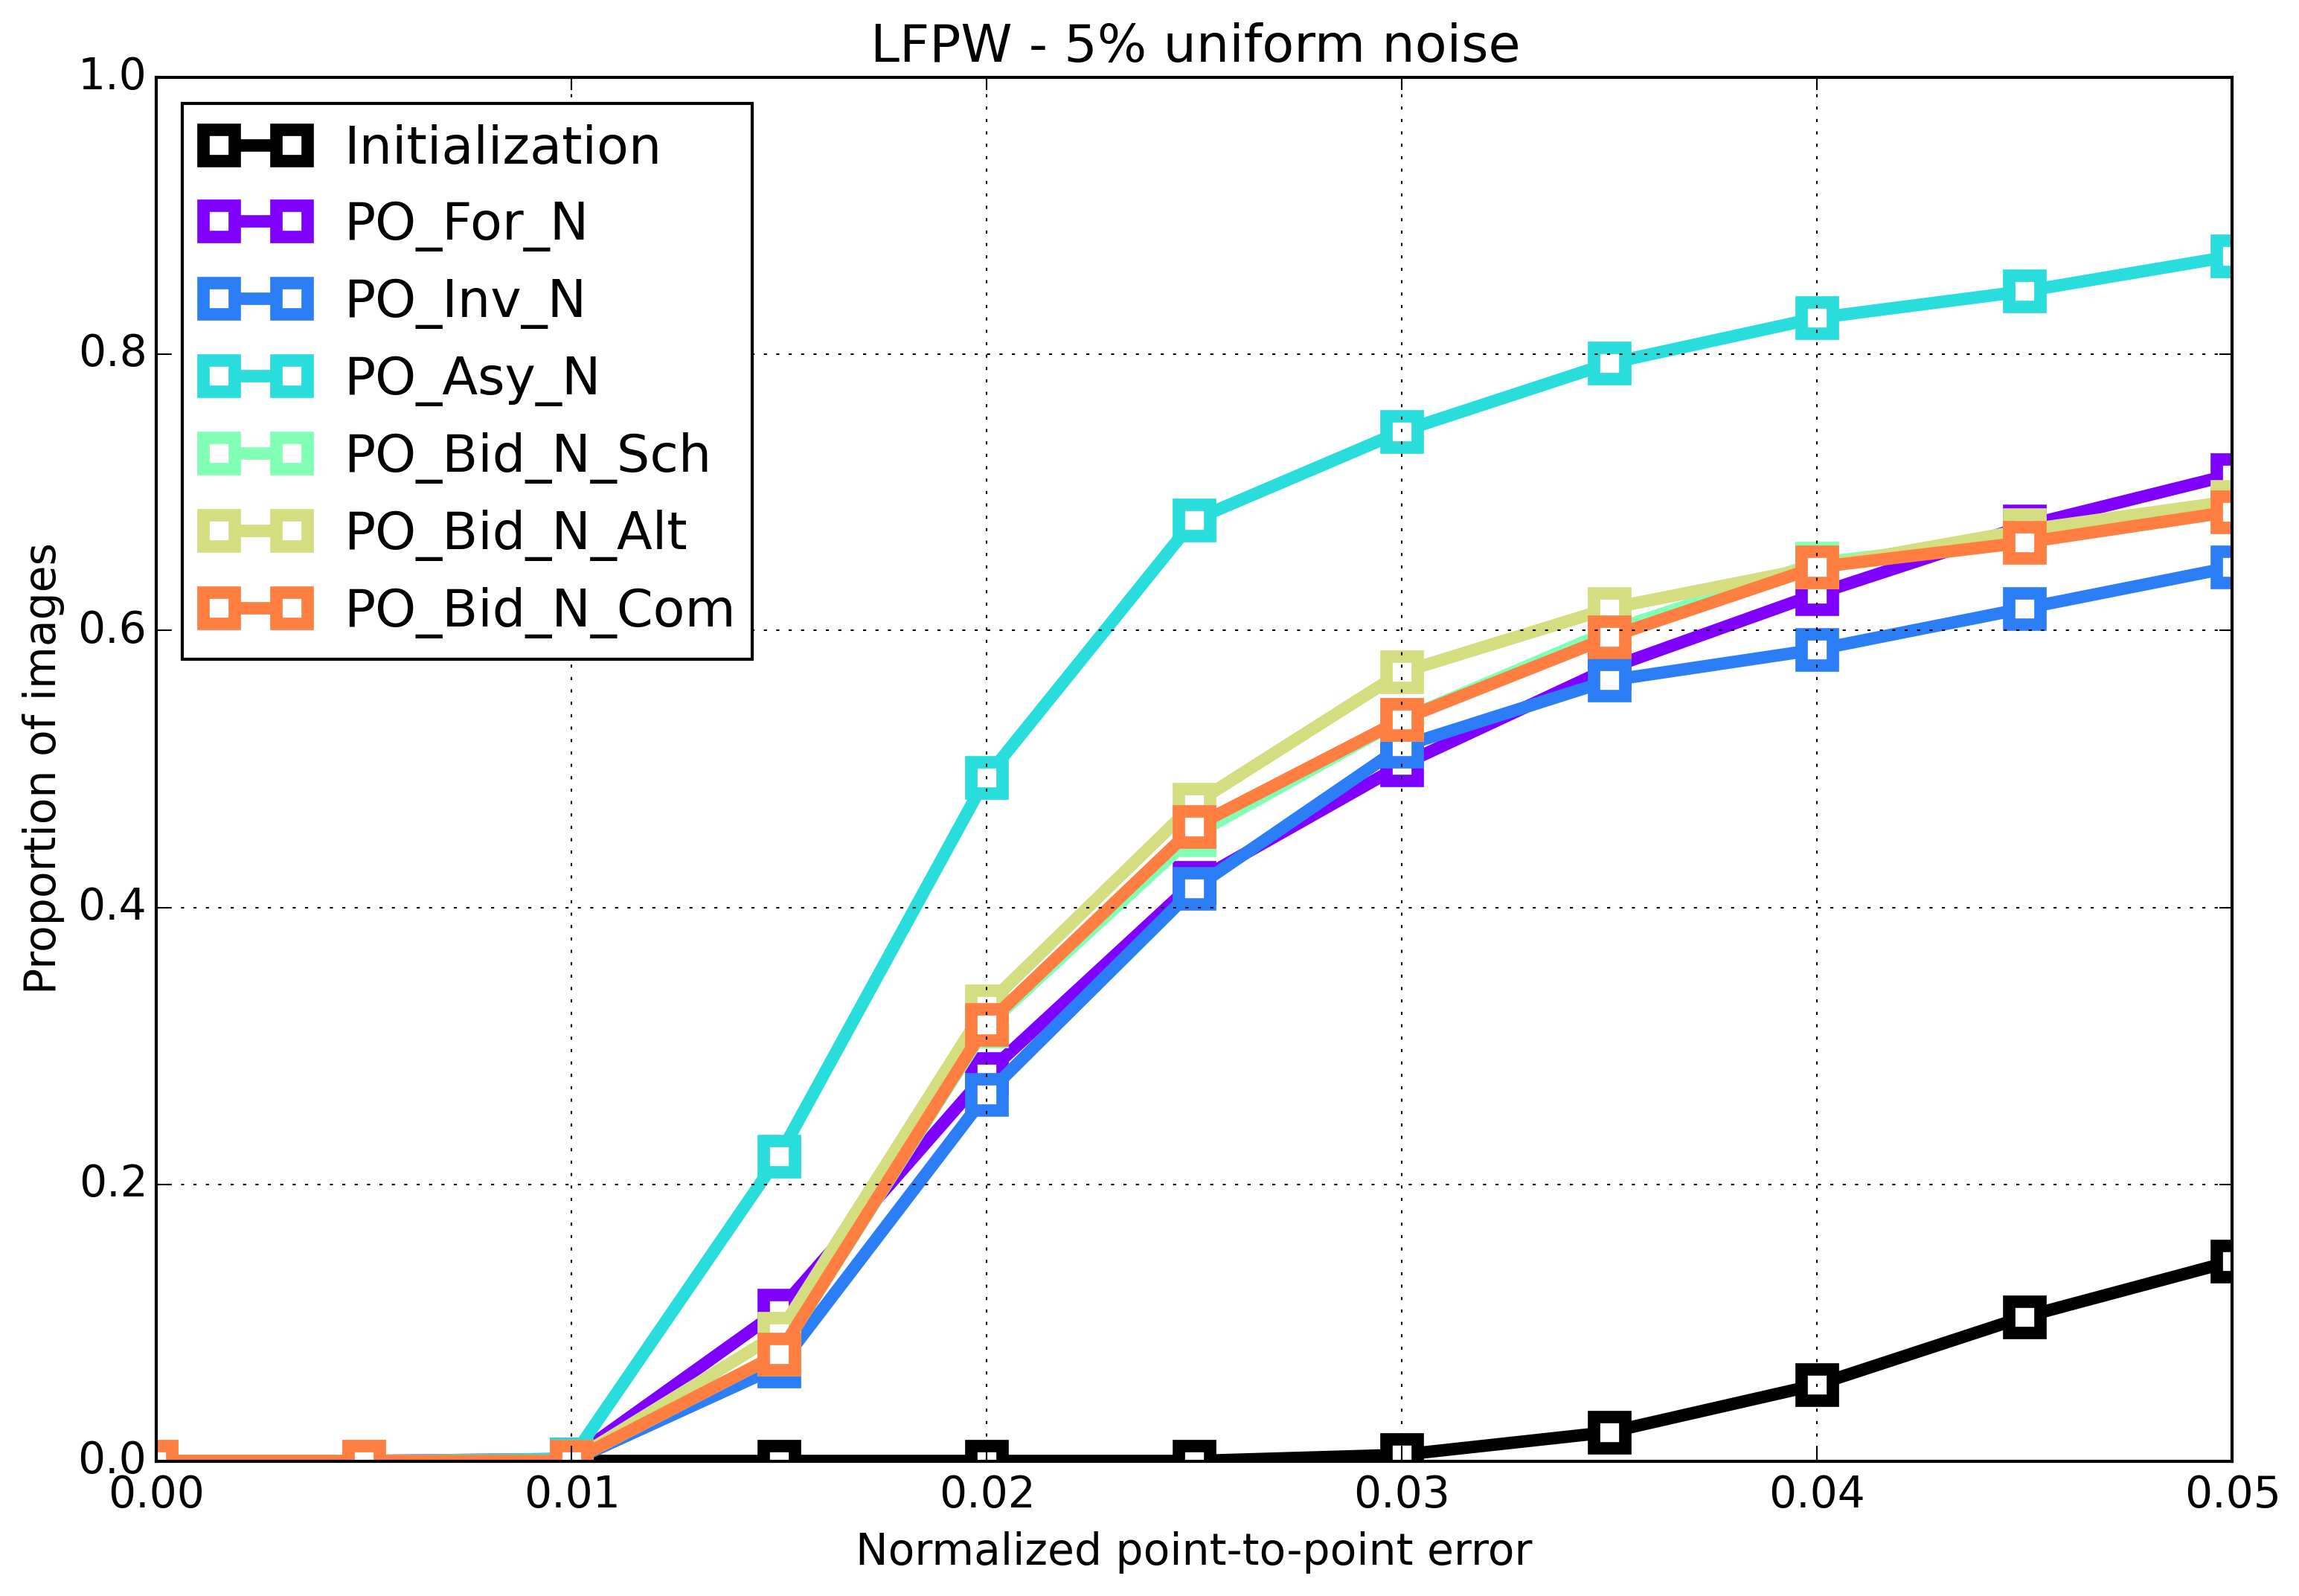 LFPW - 5% uniform noise
1.0
0.8
0.6
0.4
0.2
0.0
Proportion of images
Initialization
PO_For_N
PO_Inv_N
PO_Asy_N
PO_Bid_N_Sch
PO_Bid_N_Alt
PO_Bid_N_Com
0.00 0.01 0.02 0.03 0.04 0.05
Normalized point-to-point error